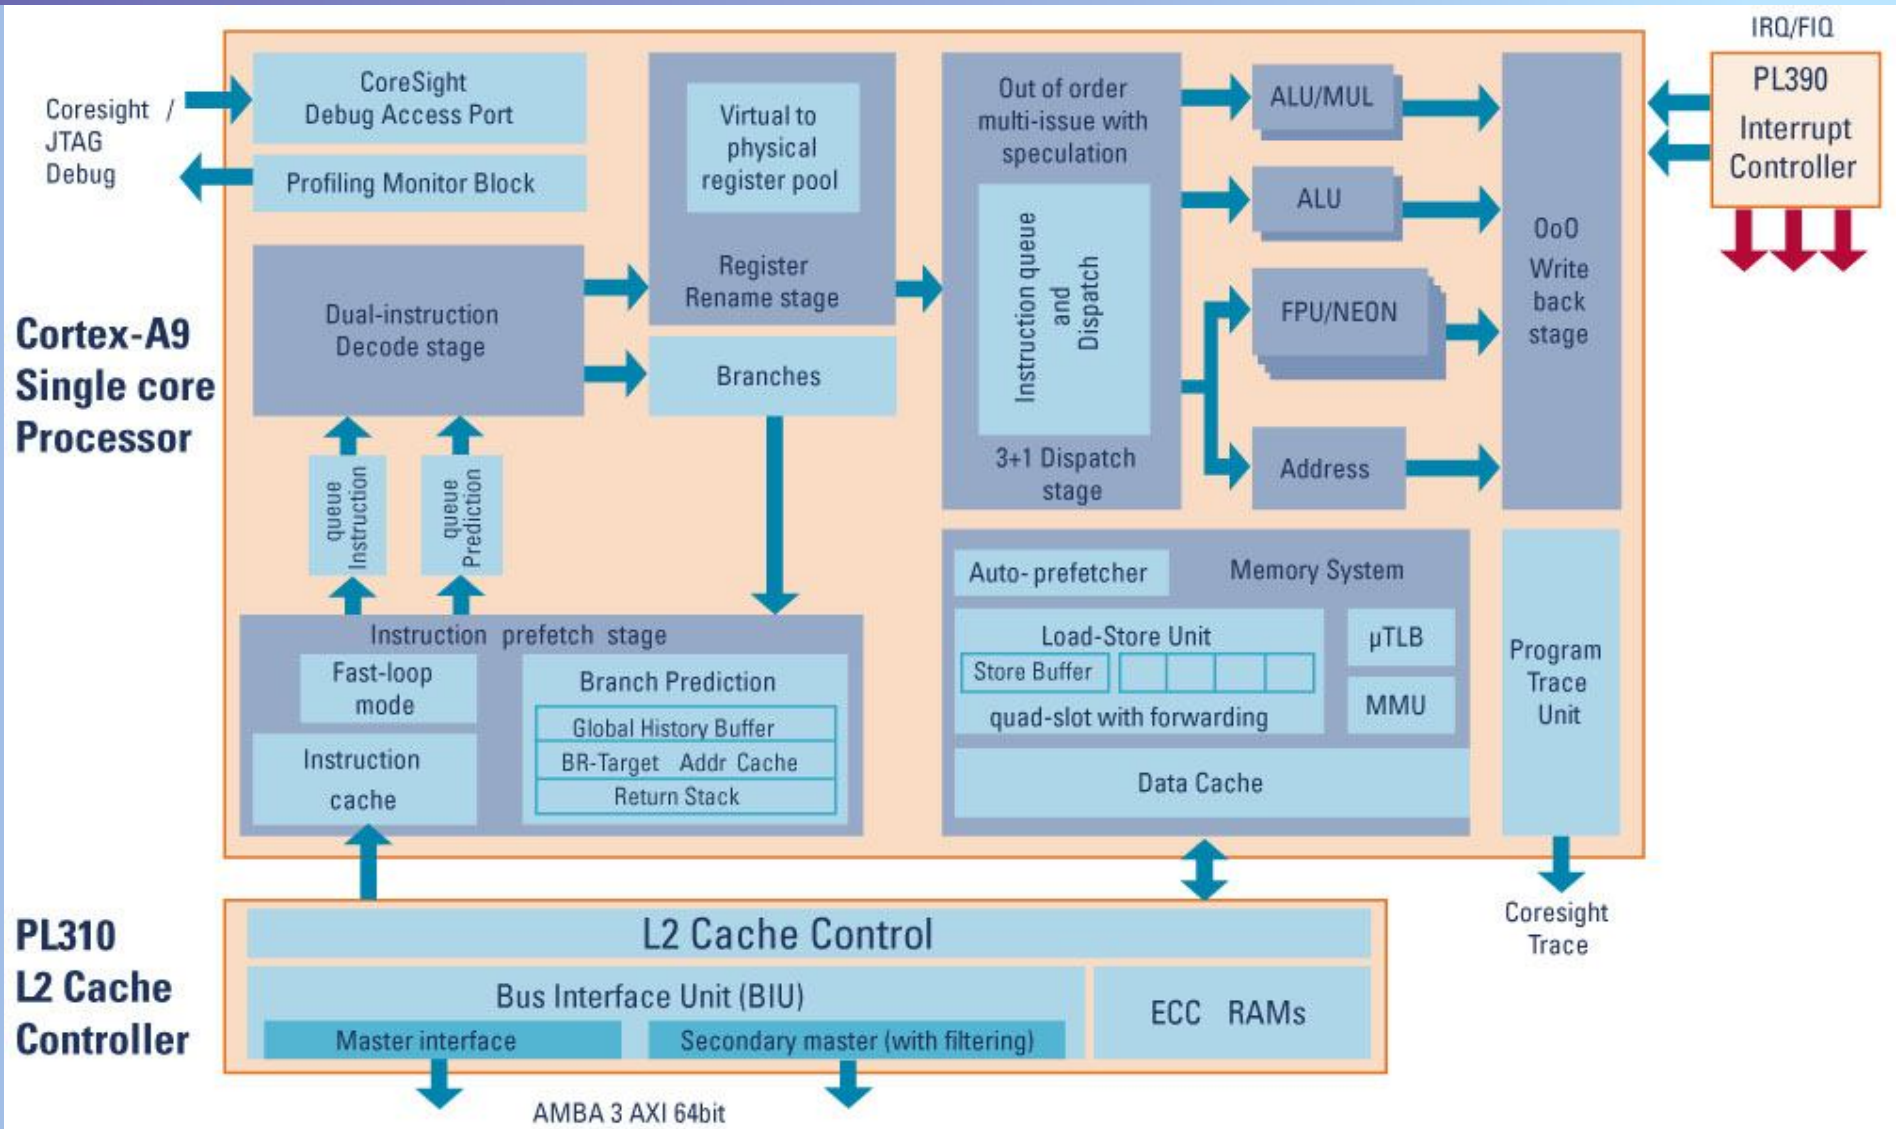 IRQ/FIQ
Coresight /
JTAG
Debug
CoreSight
Debug Access Port
Profiling Monitor Block
Virtual to
physical
register pool
Register
Rename stage
Out of order
multi-issue with
speculation
Instruction queue
and
Dispatch
3+1 Dispatch
stage
ALU/MUL
ALU
FPU/NEON
Address
OoO
Write
back
stage
PL390
Interrupt
Controller
Cortex-A9
Single core
Processor
Dual-instruction
Decode stage
Branches
queue
Instruction
queue
Prediction
Instruction prefetch stage
Fast-loop
mode
Instruction
cache
Branch Prediction
Global History Buffer
BR-Target Addr Cache
Return Stack
Auto-prefetcher
Memory System
Load-Store Unit
Store Buffer
quad-slot with forwarding
µTLB
MMU
Data Cache
Program
Trace
Unit
Coresight
Trace
PL310
L2 Cache
Controller
L2 Cache Control
Bus Interface Unit (BIU)
Master interface
Secondary master (with filtering)
ECC RAMs
AMBA 3 AXI 64bit